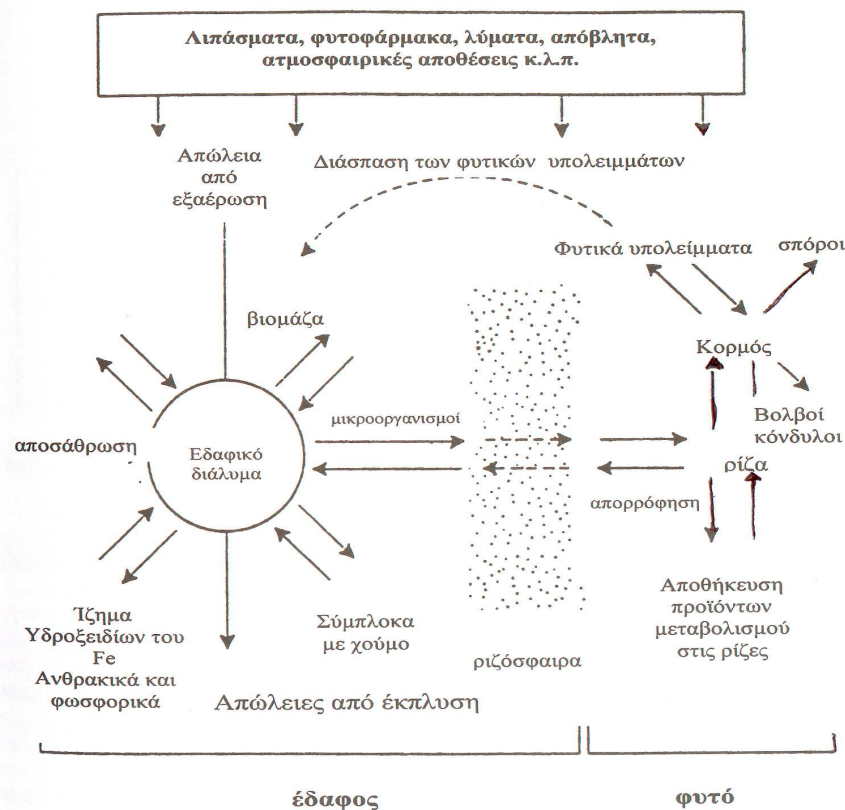 Λιπάσματα, φυτοφάρμακα, λύματα, απόβλητα,
ατμοσφαιρικές αποθέσεις κ.λ.π.
Απώλεια
από
εξαέρωση
Διάσπαση των φυτικών υπολειμμάτων
Φυτικά υπολείμματα
σπόροι
βιομάζα
Κορμός
μικροοργανισμοί
Βολβοί
κόνδυλοι
αποσάθρωση
Εδαφικό
διάλυμα
ρίζα
απορρόφηση
Ίζημα
Υδροξειδίων του
Fe
Ανθρακικά και
φωσφορικά
Σύμπλοκα
με χούμο
ριζόσφαιρα
Αποθήκευση
προϊόντων
μεταβολισμού
στις ρίζες
Απώλειες από έκπλυση
έδαφος
φυτό